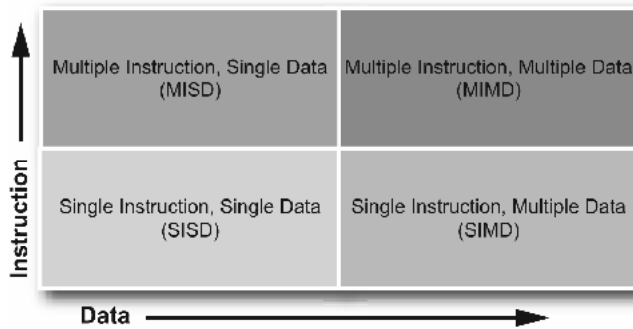 Multiple Instruction, Single Data
(MISD)
Multiple Instruction, Multiple Data
(MIMD)
Single Instruction, Single Data
(SISD)
Single Instruction, Multiple Data
(SIMD)
Instruction
Data